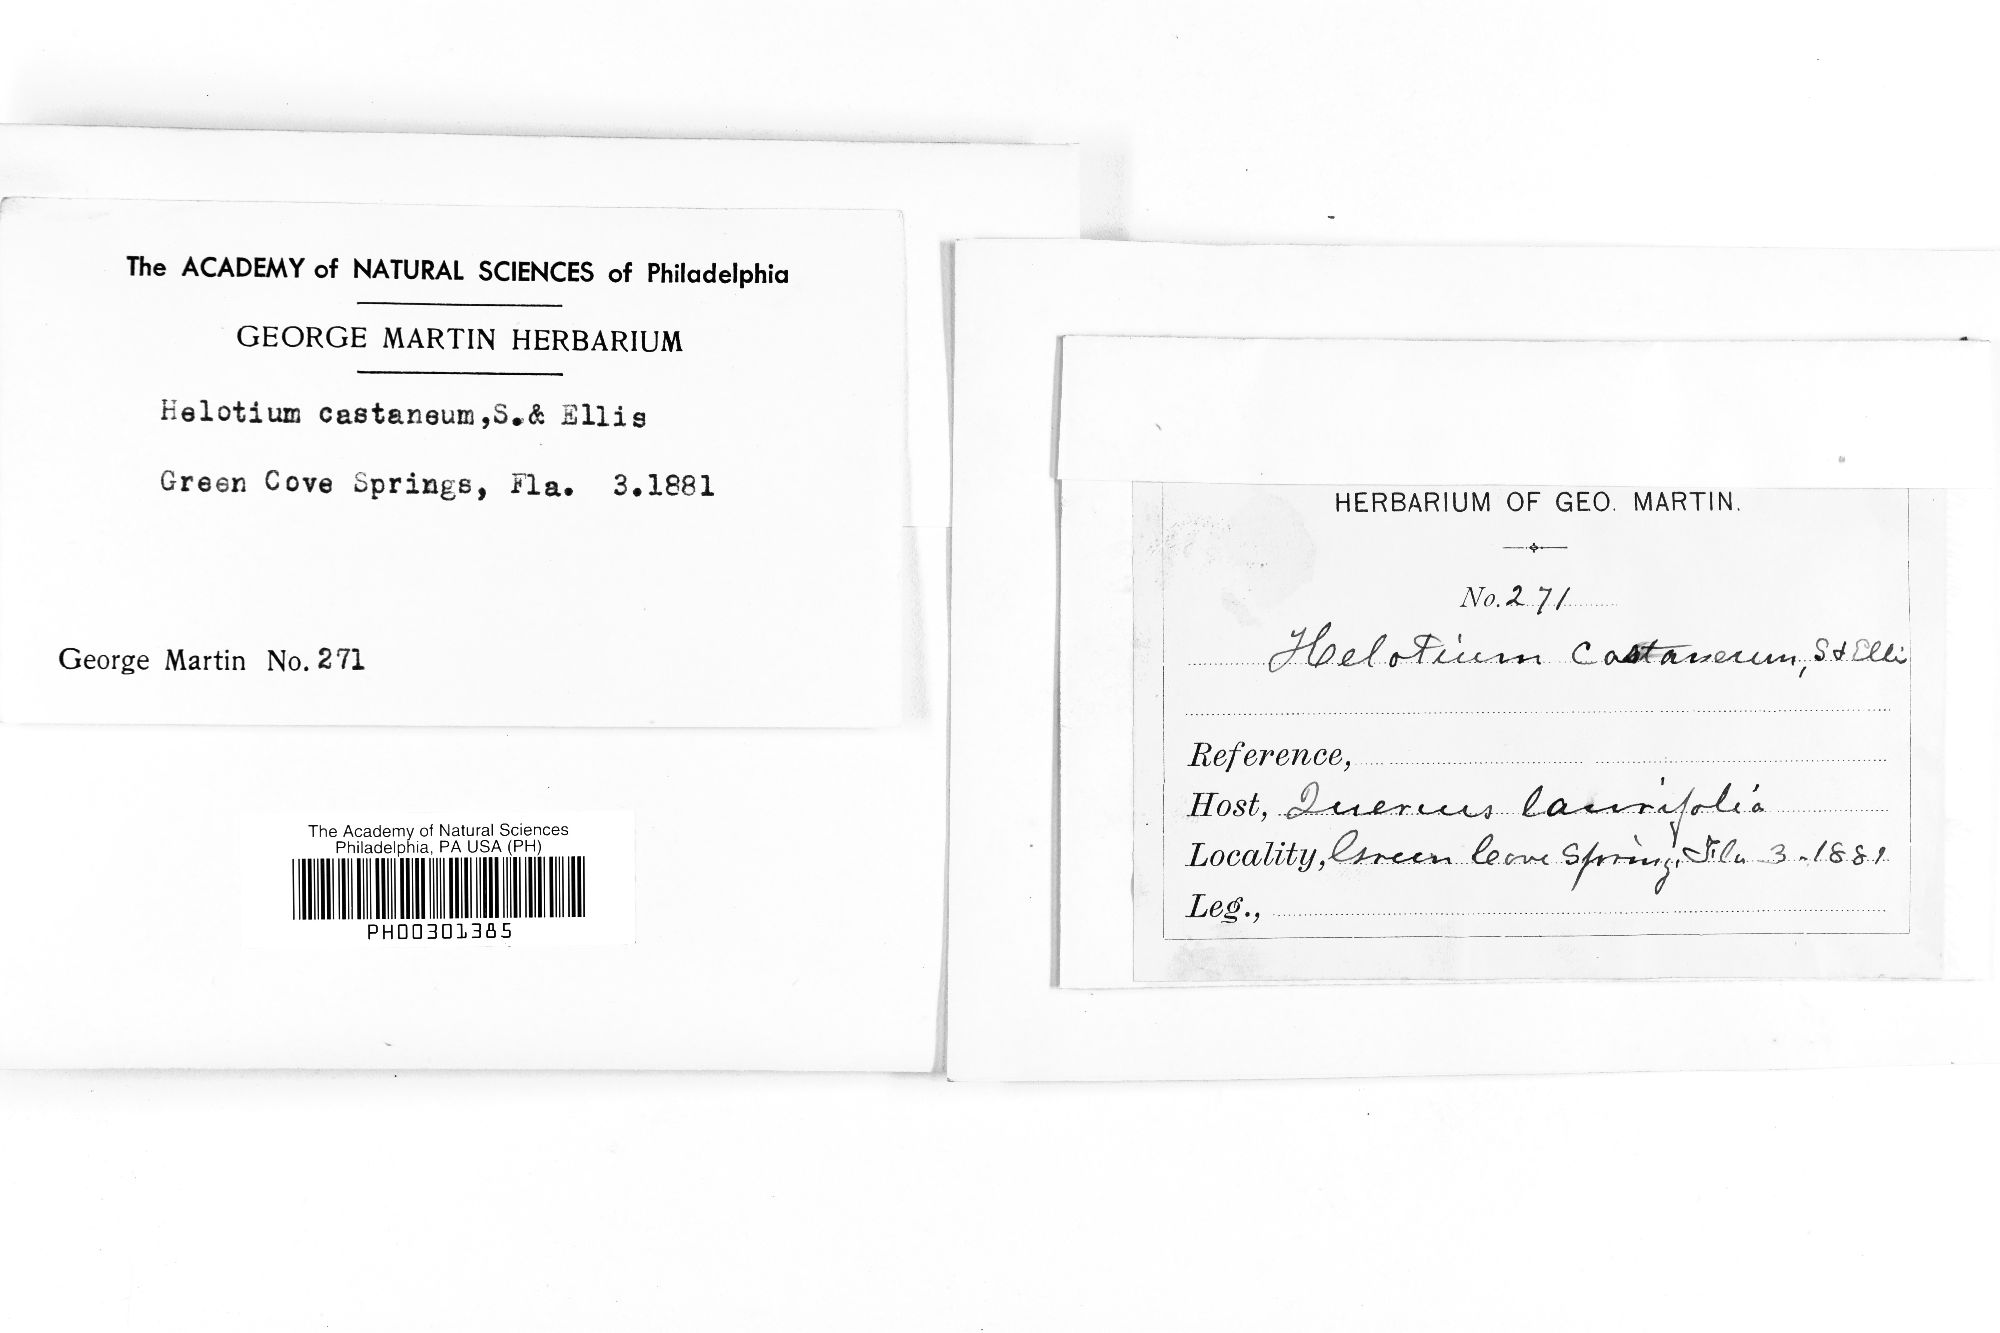 The ACADEMY of NATURAL SCIENCES of Philadelphia
GEORGE MARTIN HERBARIUM
Helotium castaneum,S.& Ellis
Green Cove Springs, Fla. 3.1881
George Martin No. 271
The Academy of Natural Sciences
Philadelphia, PA USA (PH)
PH00301385
HERBARIUM OF GEO. MARTIN.
No. 271
Helotium castaneum, S & Elli
Reference,
Host, Quercus laurifolia
Locality, Green Cove Spring, Fla 3-1881
Leg.,